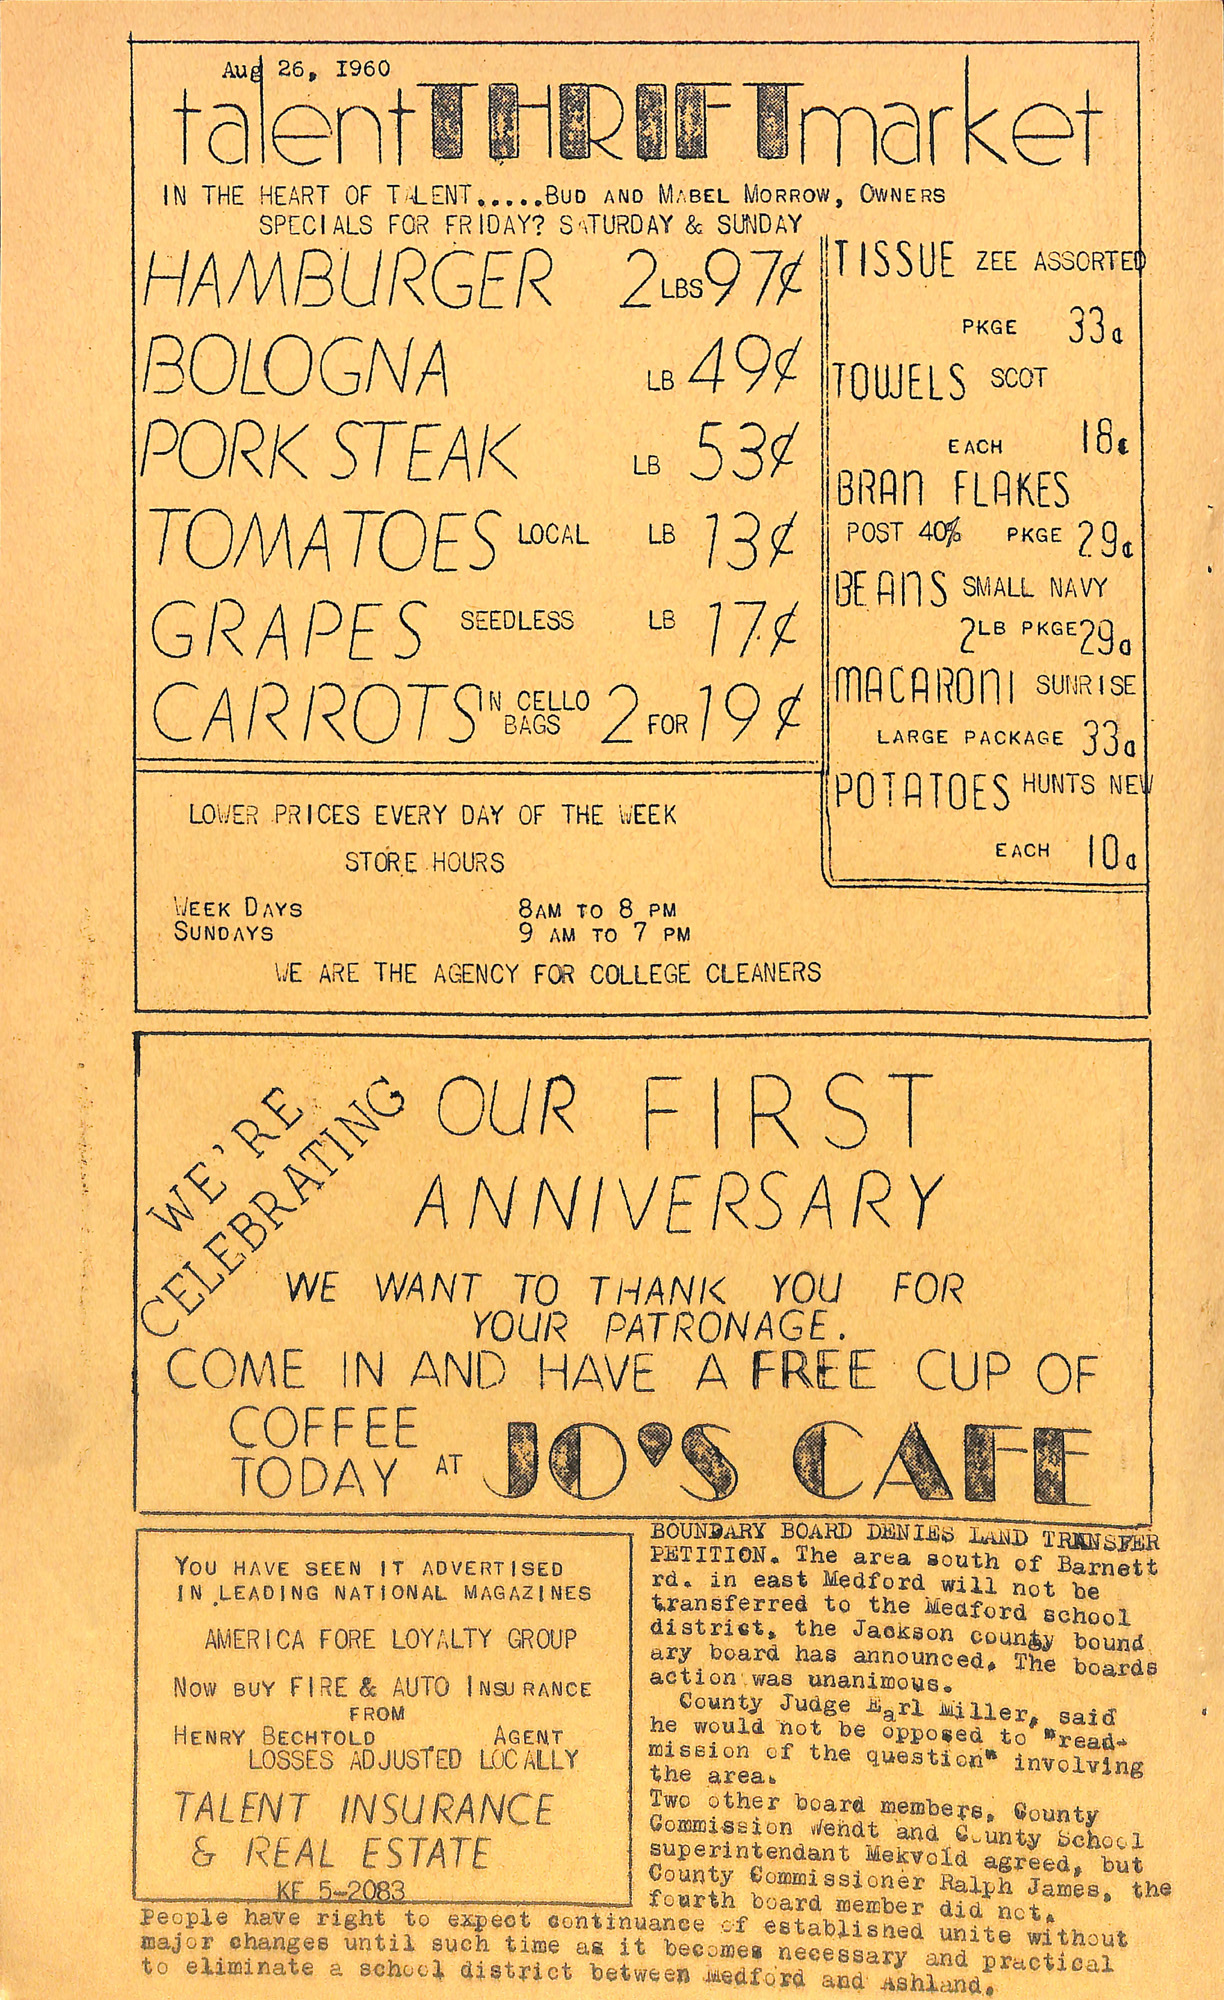 Aug 26, 1960
talent THRIFT market
IN THE HEART OF TALENT.....BUD AND MABEL MORROW, OWNERS
SPECIALS FOR FRIDAY? SATURDAY & SUNDAY
HAMBURGER 2 LBS 97¢
BOLOGNA LB 49¢
PORK STEAK LB 53¢
TOMATOES LOCAL LB 13¢
GRAPES SEEDLESS LB 17¢
CARROTS IN CELLO BAGS 2 FOR 19¢
TISSUE ZEE ASSORTED
PKGE 33¢
TOWELS SCOT
EACH 18¢
BRAN FLAKES
POST 40% PKGE 29¢
BEANS SMALL NAVY
2LB PKGE 29¢
MACARONI SUNRISE
LARGE PACKAGE 33¢
POTATOES HUNTS NEW
EACH 10¢
LOWER PRICES EVERY DAY OF THE WEEK
STORE HOURS
WEEK DAYS 8AM TO 8 PM
SUNDAYS 9 AM TO 7 PM
WE ARE THE AGENCY FOR COLLEGE CLEANERS
WE'RE
CELEBRATING
OUR FIRST
ANNIVERSARY
WE WANT TO THANK YOU FOR
YOUR PATRONAGE.
COME IN AND HAVE A FREE CUP OF
COFFEE
TODAY AT JO'S CAFE
YOU HAVE SEEN IT ADVERTISED
IN LEADING NATIONAL MAGAZINES
AMERICA FORE LOYALTY GROUP
NOW BUY FIRE & AUTO INSURANCE
FROM
HENRY BECHTOLD AGENT
LOSSES ADJUSTED LOCALLY
TALENT INSURANCE
& REAL ESTATE
KE 5-2083
BOUNDARY BOARD DENIES LAND TRANSFER
PETITION. The area south of Barnett
rd. in east Medford will not be
transferred to the Medford school
district, the Jackson county bound
ary board has announced. The boards
action was unanimous.
County Judge Earl Miller, said
he would not be opposed to "read-
mission of the question" involving
the area.
Two other board members, County
Commission Wendt and County School
superintendant Mekvold agreed, but
County Commissioner Ralph James, the
fourth board member did not.
People have right to expect continuance of established unite without
major changes until such time as it becomes necessary and practical
to eliminate a school district between Medford and Ashland.